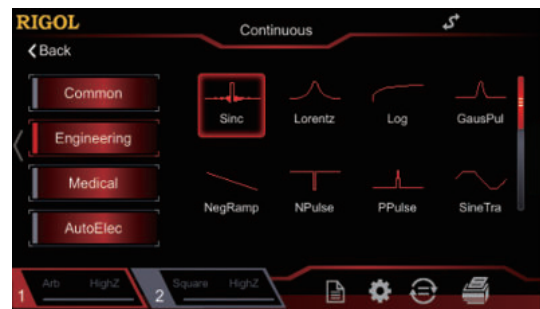 RIGOL
Continuous
Back
Common
Engineering
Medical
AutoElec
Sinc
Lorentz
Log
GausPul
NegRamp
NPulse
PPulse
SineTra
1
Arb
HighZ
2
Square
HighZ